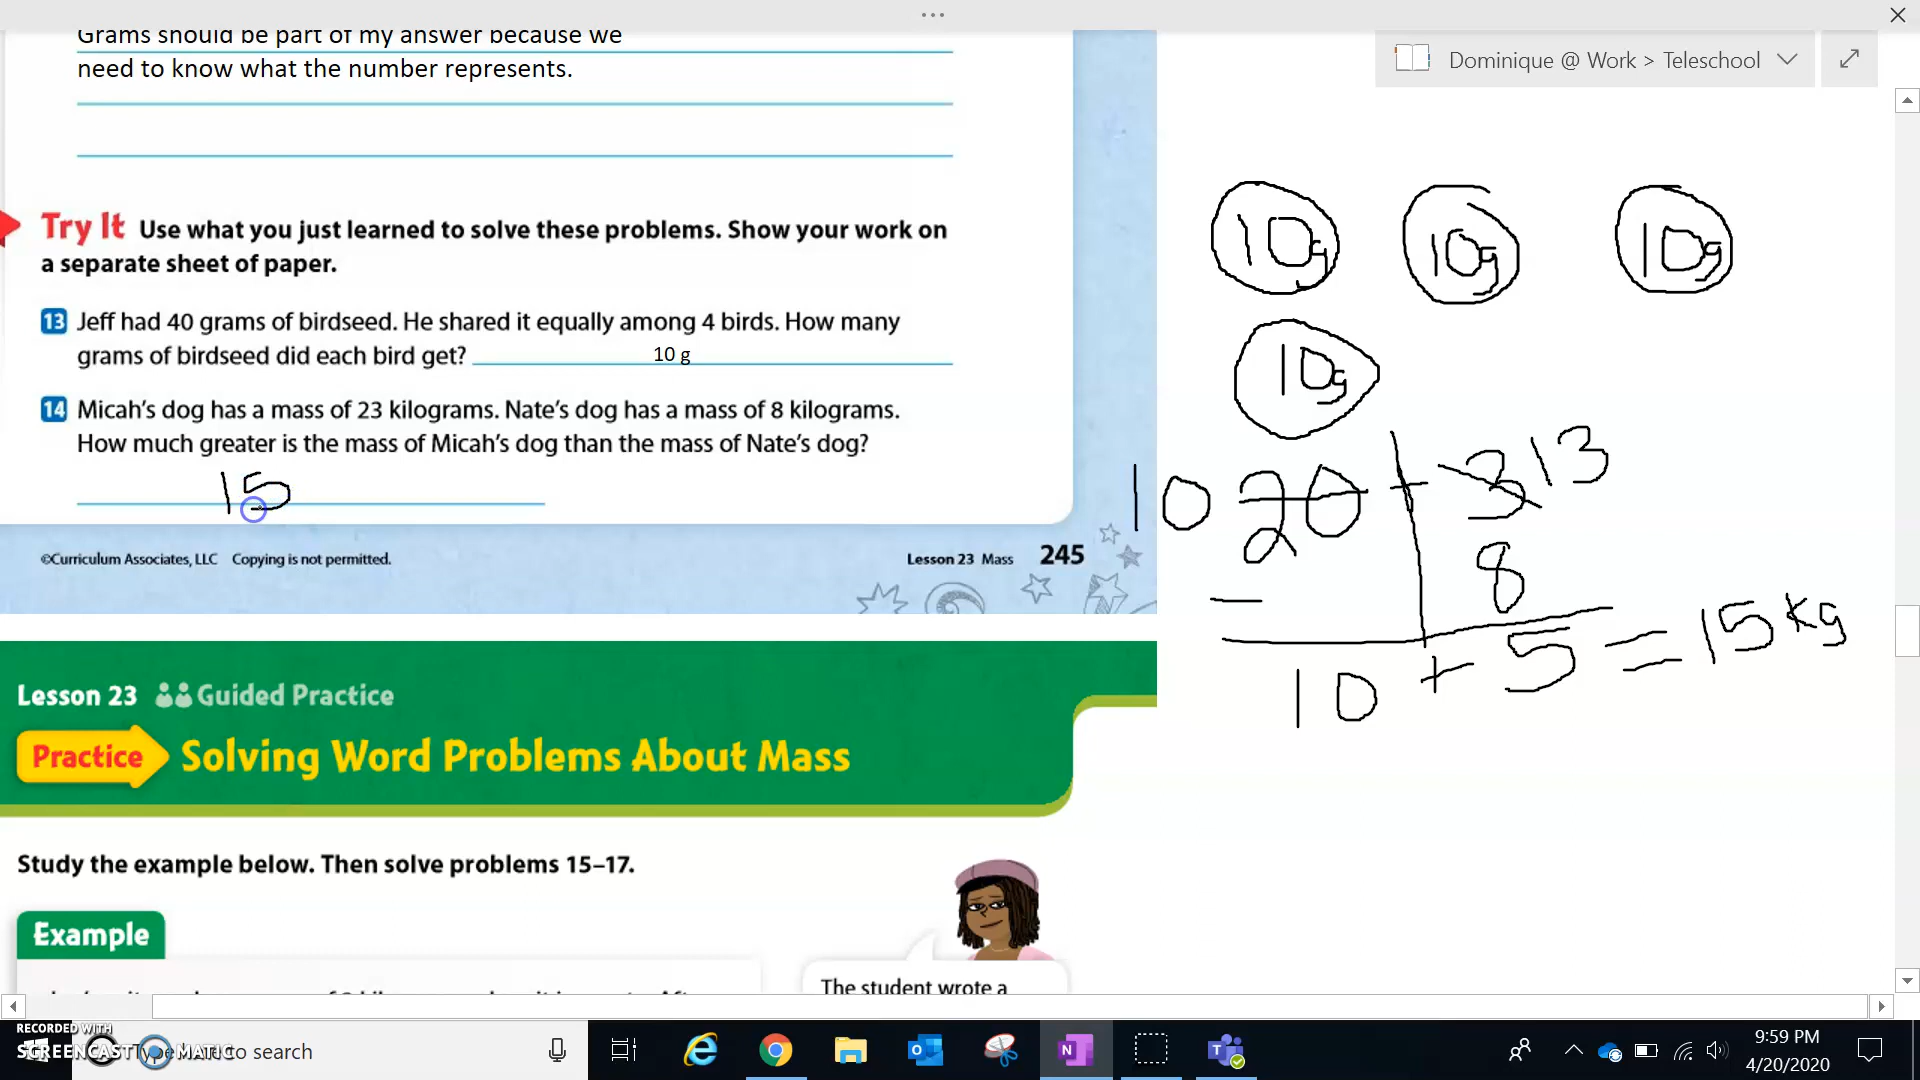 Grams should be part of my answer because we
need to know what the number represents.
Dominique @ Work > Teleschool
Try It Use what you just learned to solve these problems. Show your work on
a separate sheet of paper.
13 Jeff had 40 grams of birdseed. He shared it equally among 4 birds. How many
grams of birdseed did each bird get? 10 g
14 Micah's dog has a mass of 23 kilograms. Nate's dog has a mass of 8 kilograms.
How much greater is the mass of Micah's dog than the mass of Nate's dog?
15
©Curriculum Associates, LLC Copying is not permitted.
Lesson 23 Mass 245
10g 10g 10g
10g
10 20 + 3 13
8
−
10 + 5 = 15 kg
Lesson 23 Guided Practice
Practice Solving Word Problems About Mass
Study the example below. Then solve problems 15–17.
Example
The student wrote a
RECORDED WITH
SCREENCAST MATIC
Type here to search
9:59 PM
4/20/2020